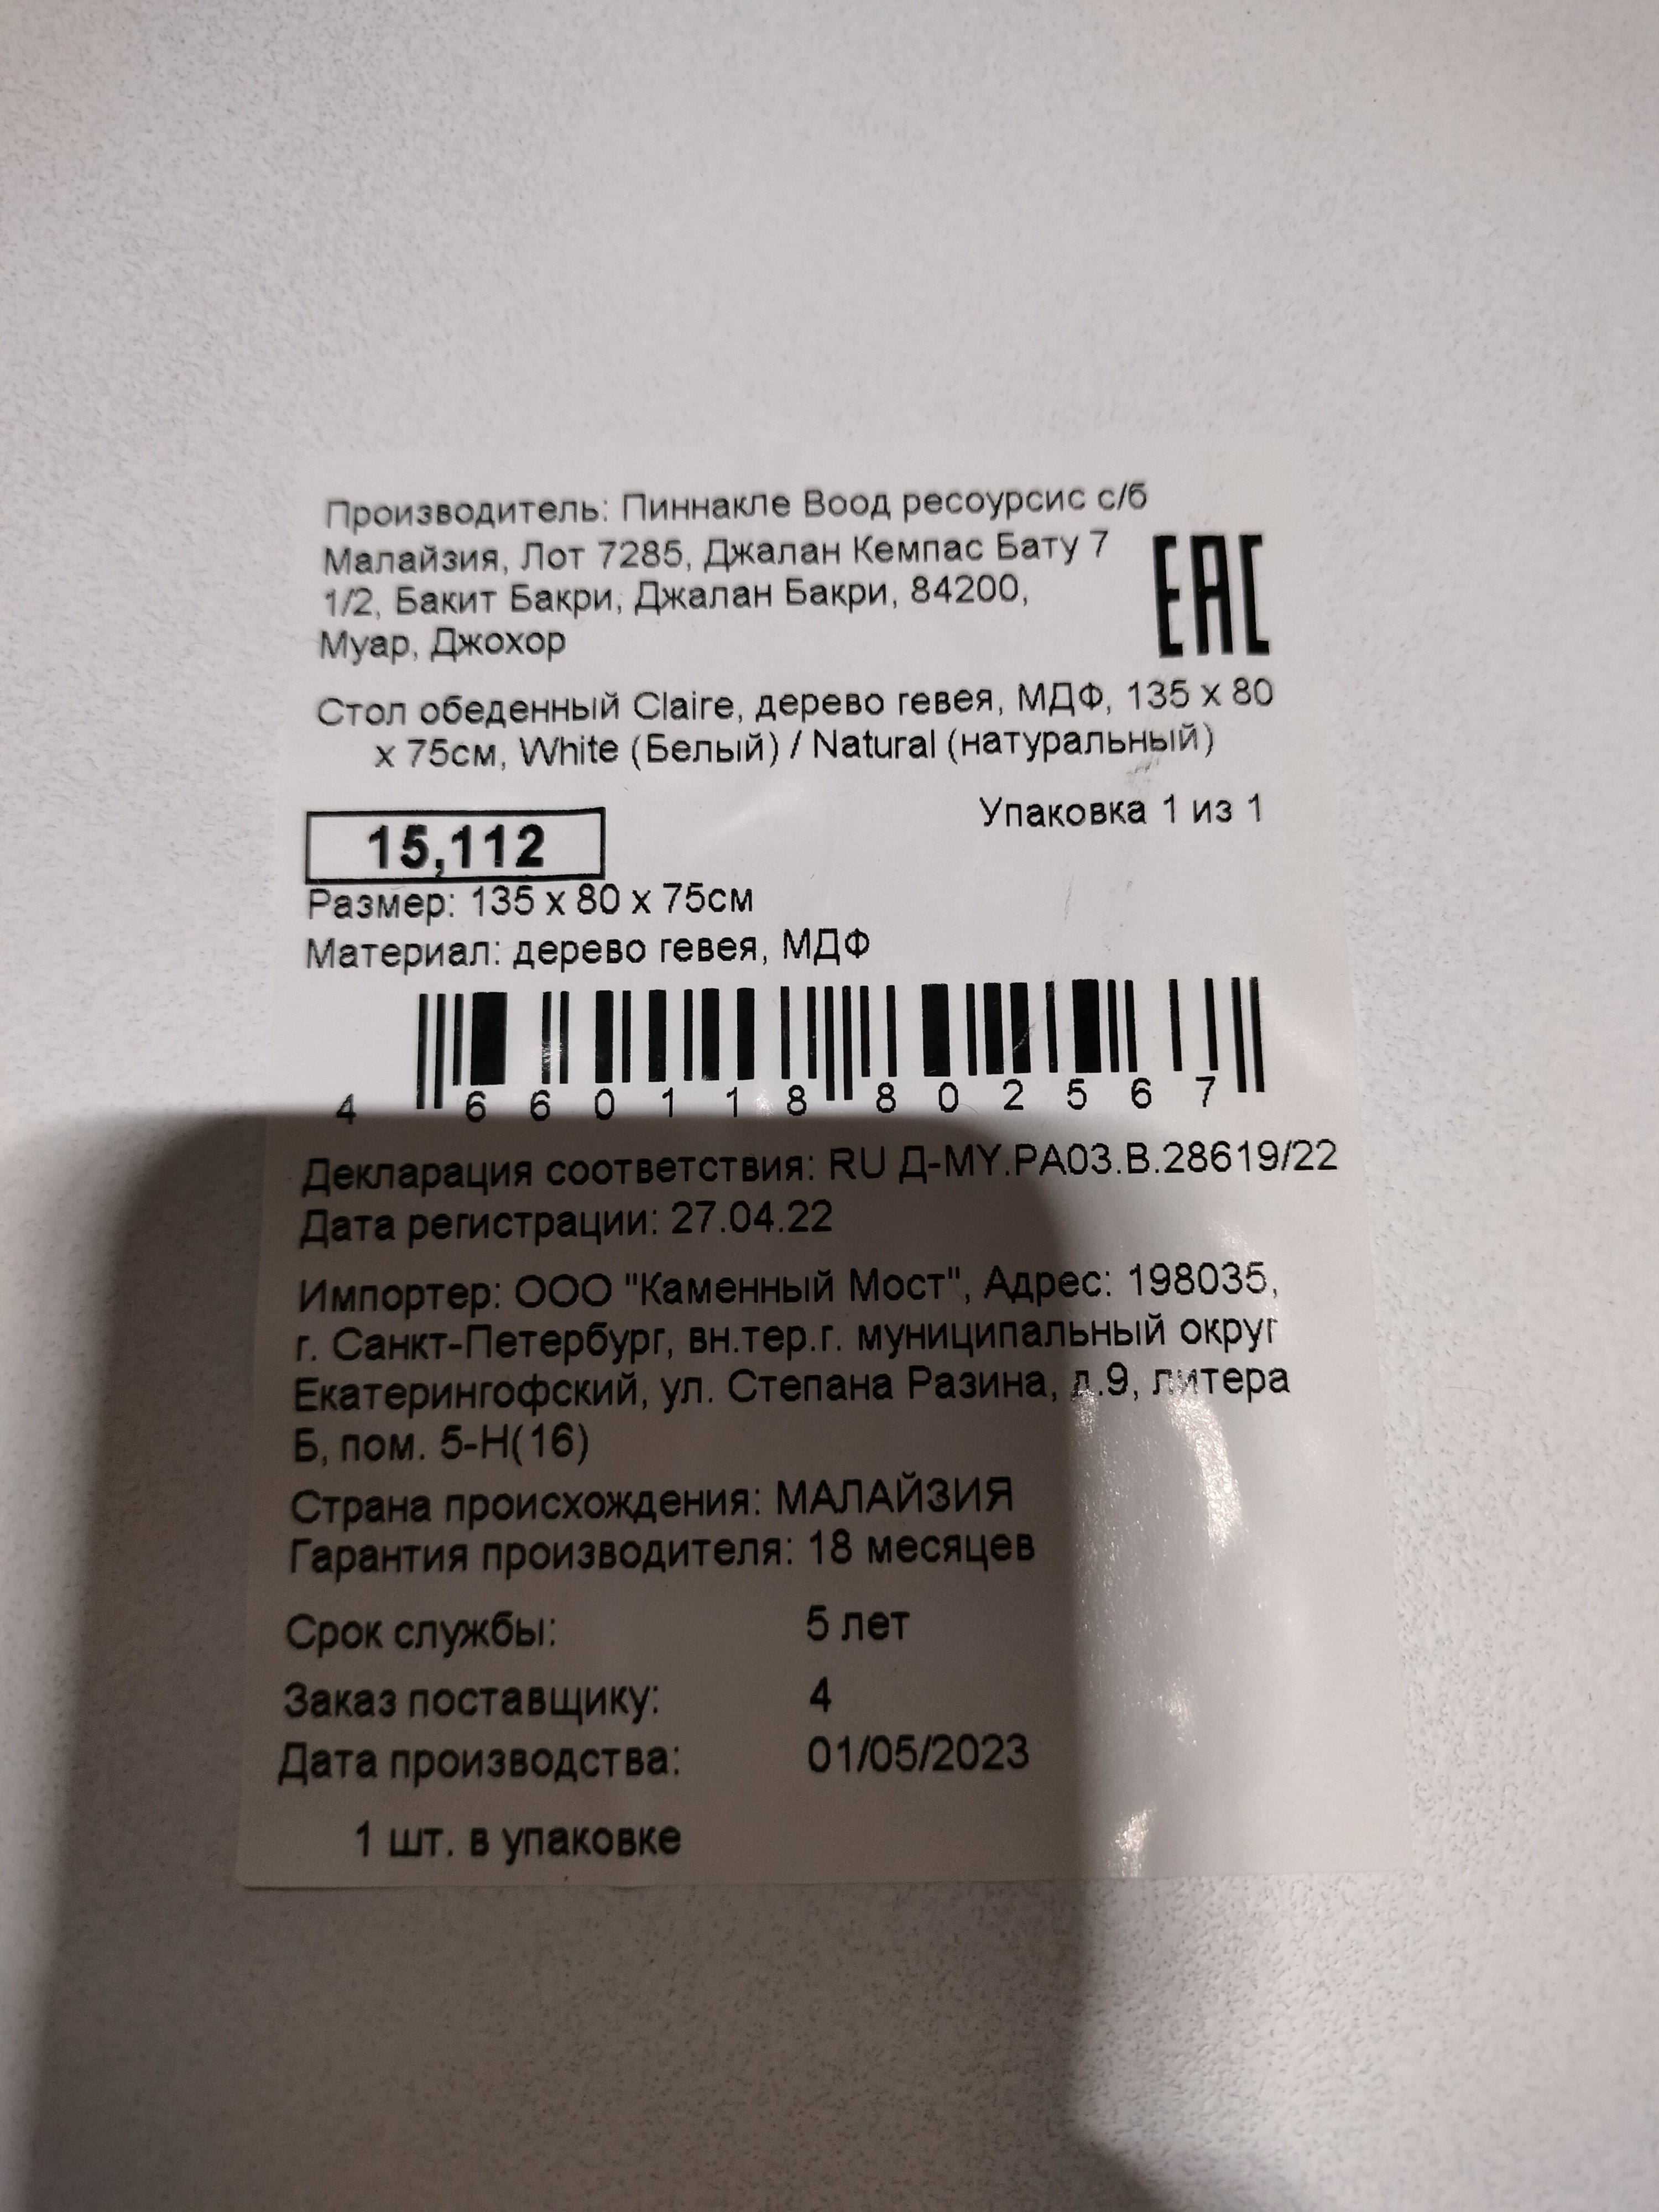 Производитель: Пиннакле Воод ресоурсис с/б
Малайзия, Лот 7285, Джалан Кемпас Бату 7
1/2, Бакит Бакри, Джалан Бакри, 84200,
Муар, Джохор
EAC
Стол обеденный Claire, дерево гевея, МДФ, 135 х 80
х 75см, White (Белый) / Natural (натуральный)
Упаковка 1 из 1
15,112
Размер: 135 х 80 х 75см
Материал: дерево гевея, МДФ
4 660118 802567
Декларация соответствия: RU Д-MY.РА03.В.28619/22
Дата регистрации: 27.04.22
Импортер: ООО "Каменный Мост", Адрес: 198035,
г. Санкт-Петербург, вн.тер.г. муниципальный округ
Екатерингофский, ул. Степана Разина, д.9, литера
Б, пом. 5-Н(16)
Страна происхождения: МАЛАЙЗИЯ
Гарантия производителя: 18 месяцев
Срок службы: 5 лет
Заказ поставщику: 4
Дата производства: 01/05/2023
1 шт. в упаковке